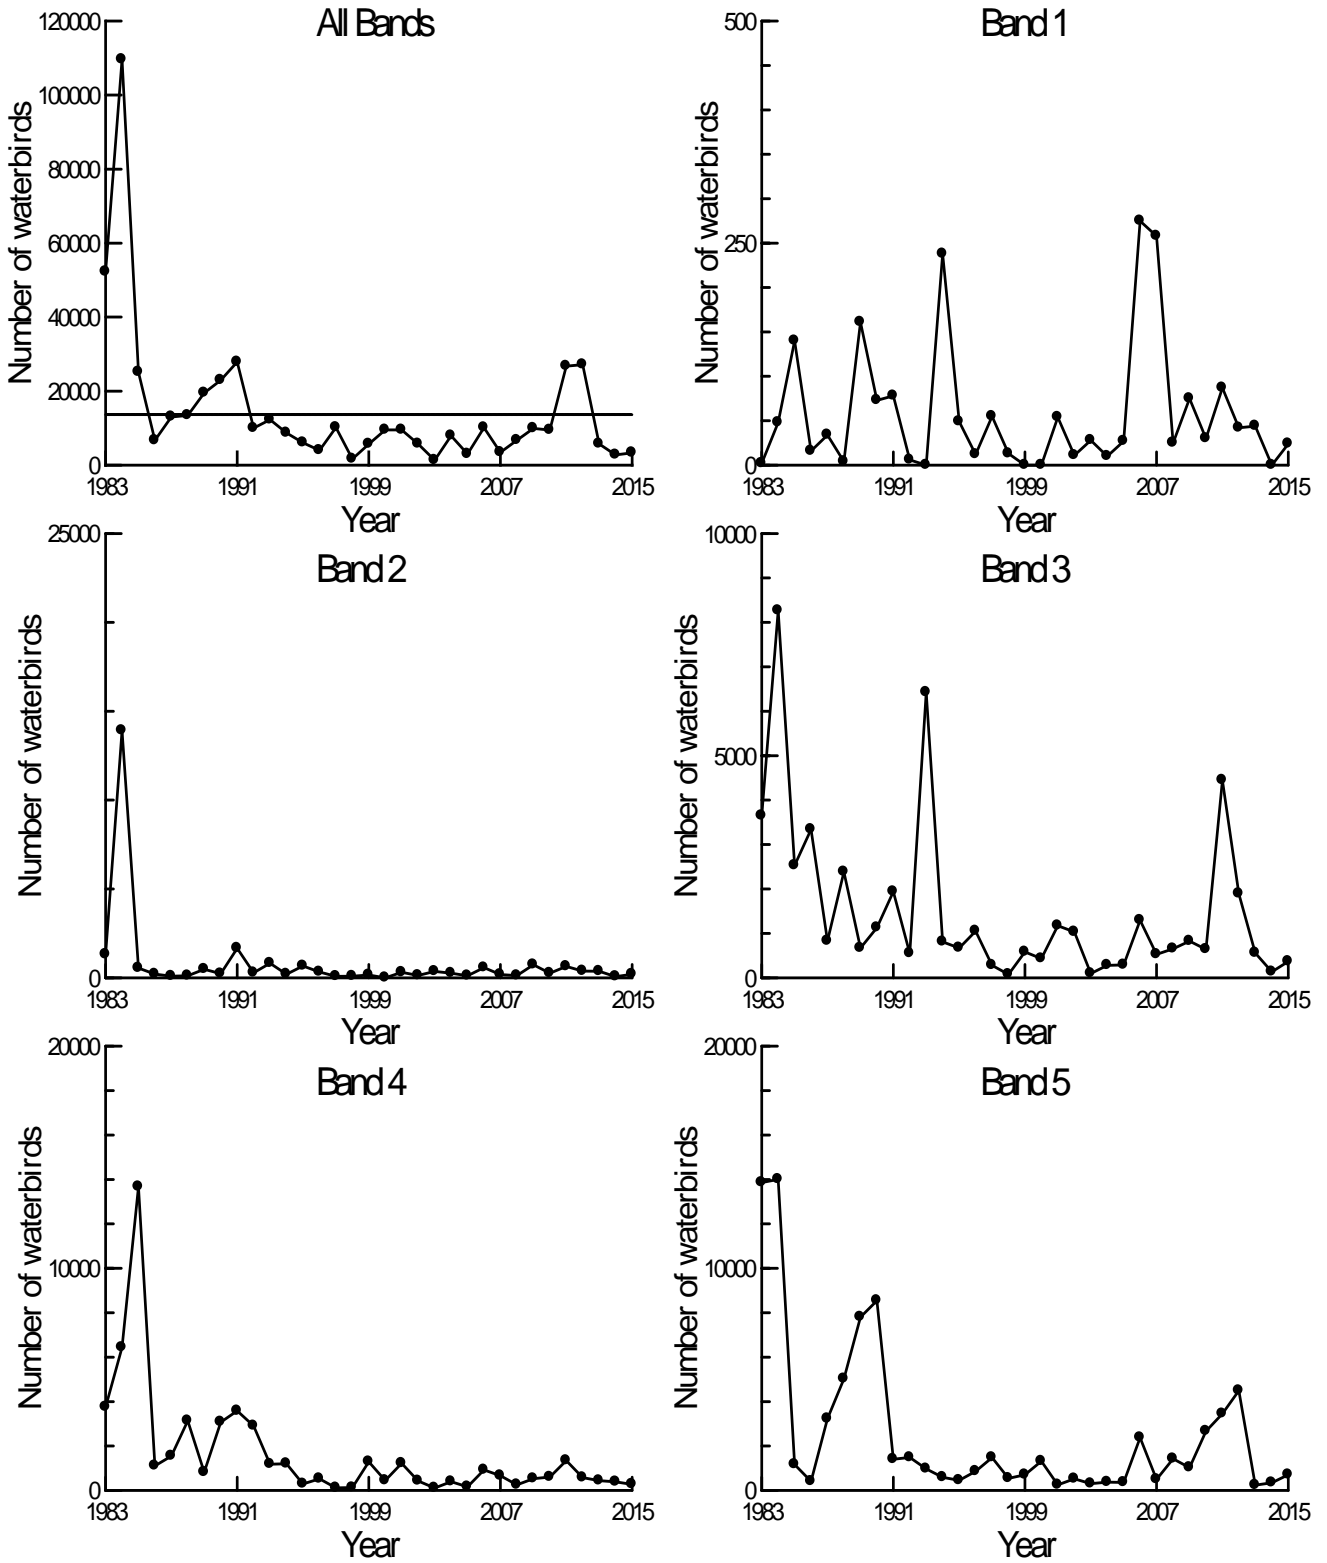 All Bands
Number of waterbirds
120000
100000
80000
60000
40000
20000
0
1983 1991 1999 2007 2015
Year
Band 1
Number of waterbirds
500
250
0
1983 1991 1999 2007 2015
Year
Band 2
Number of waterbirds
25000
0
1983 1991 1999 2007 2015
Year
Band 3
Number of waterbirds
10000
5000
0
1983 1991 1999 2007 2015
Year
Band 4
Number of waterbirds
20000
10000
0
1983 1991 1999 2007 2015
Year
Band 5
Number of waterbirds
20000
10000
0
1983 1991 1999 2007 2015
Year